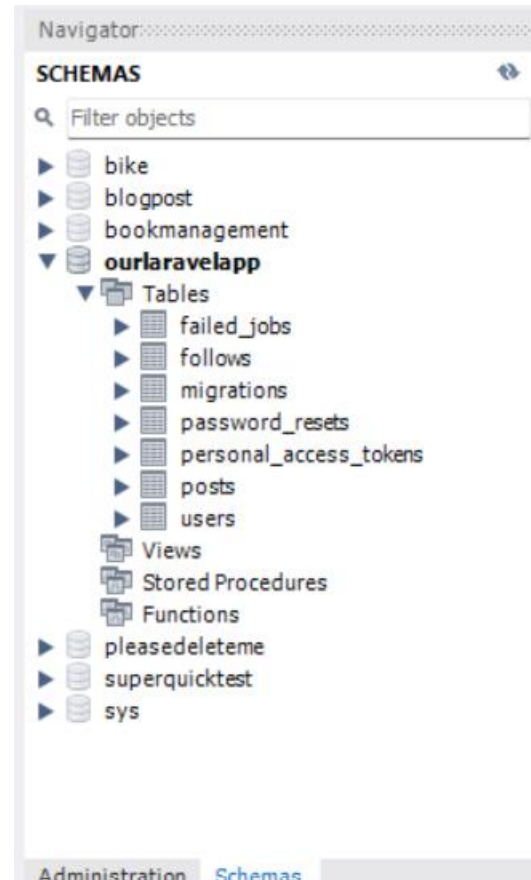 Navigator
SCHEMAS
Filter objects
bike
blogpost
bookmanagement
ourlaravelapp
Tables
failed_jobs
follows
migrations
password_resets
personal_access_tokens
posts
users
Views
Stored Procedures
Functions
pleasedeleteme
superquicktest
sys
Administration Schemas